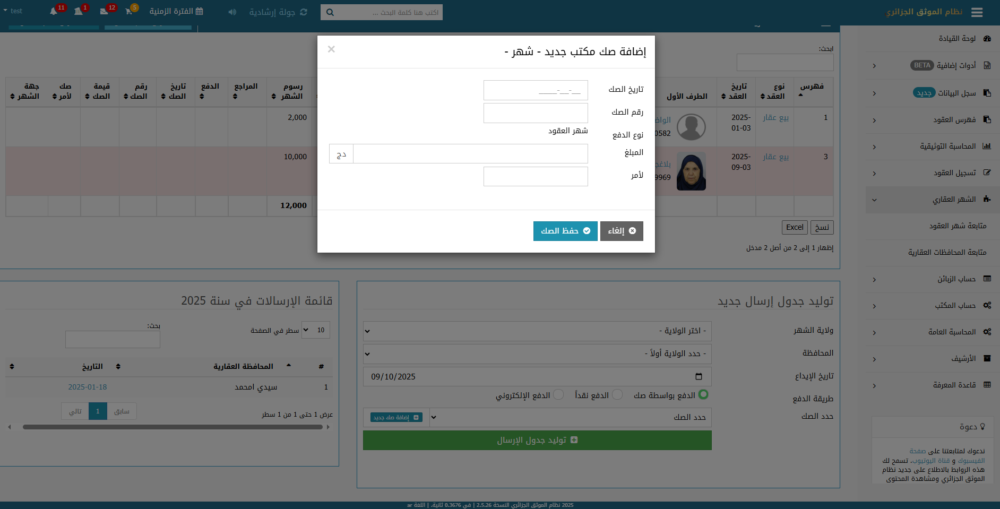 نظام الموثق الجزائري
اكتب هنا كلمة البحث ...
جولة إرشادية
الفترة الزمنية
5
12
1
11
test
لوحة القيادة
أدوات إضافية BETA
سجل البيانات جديد
فهرس العقود
المحاسبة التوثيقية
تسجيل العقود
الشهر العقاري
متابعة شهر العقود
متابعة المحافظات العقارية
حساب الزبائن
حساب المكتب
المحاسبة العامة
الأرشيف
قاعدة المعرفة
دعوة
ندعوك لمتابعتنا على صفحة
الفيسبوك و قناة اليوتيوب. تسمح لك
هذه الروابط بالاطلاع على جديد نظام
الموثق الجزائري ومشاهدة المحتوى
إضافة صك مكتب جديد - شهر -
×
تاريخ الصك
__-__-____
رقم الصك
نوع الدفع
شهر العقود
المبلغ
دج
لأمر
إلغاء
حفظ الصك
ابحث:
فهرس
نوع العقد
تاريخ العقد
الطرف الأول
رسوم الشهر
المراجع
الدفع
تاريخ الصك
رقم الصك
قيمة الصك
صك لأمر
جهة الشهر
1
بيع عقار
2025-01-03
0582
2,000
3
بيع عقار
2025-09-03
9969
10,000
12,000
نسخ
Excel
إظهار 1 إلى 2 من أصل 2 مدخل
توليد جدول إرسال جديد
ولاية الشهر
- اختر الولاية -
المحافظة
- حدد الولاية أولاً -
تاريخ الإيداع
09/10/2025
طريقة الدفع
الدفع بواسطة صك
الدفع نقداً
الدفع الإلكتروني
حدد الصك
حدد الصك
إضافة صك جديد
توليد جدول الإرسال
قائمة الإرسالات في سنة 2025
10 سطر في الصفحة
بحث:
#
المحافظة العقارية
التاريخ
1
سيدي امحمد
2025-01-18
عرض 1 حتى 1 من 1 سطر
سابق
1
تالي
2025 نظام الموثق الجزائري النسخة 2.5.26 | في 0.3676 ثانية. | اللغة ar